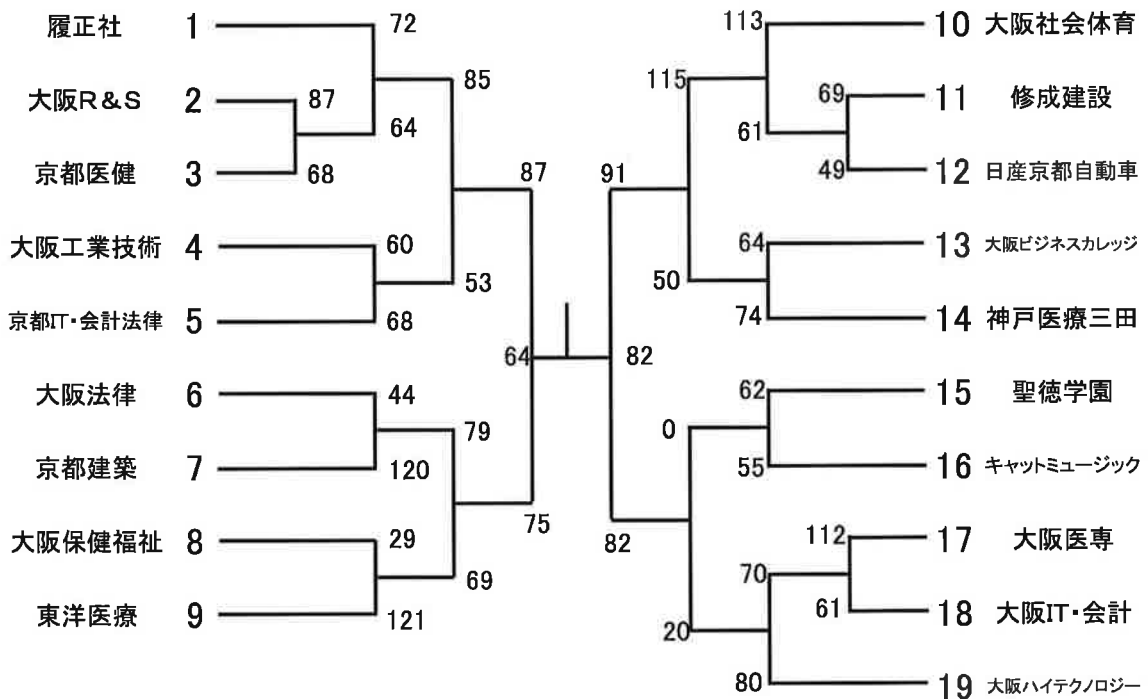 履正社 1 72
85
大阪R&S 2 87
64
京都医健 3 68
87
大阪工業技術 4 60
53
京都IT・会計法律 5 68
64
大阪法律 6 44
79
京都建築 7 120
75
大阪保健福祉 8 29
69
東洋医療 9 121
113 10 大阪社会体育
115
69 11 修成建設
61
49 12 日産京都自動車
91
64 13 大阪ビジネスカレッジ
50
74 14 神戸医療三田
82
62 15 聖徳学園
0
55 16 キャットミュージック
82
112 17 大阪医専
70
61 18 大阪IT・会計
20
80 19 大阪ハイテクノロジー